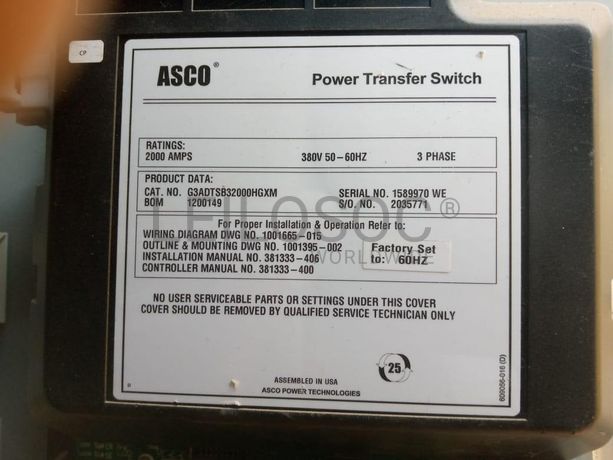 CP
ASCO®
Power Transfer Switch
RATINGS:
2000 AMPS 380V 50-60HZ 3 PHASE
PRODUCT DATA:
CAT. NO. G3ADTSB32000HGXM SERIAL NO. 1589970 WE
BOM 1200149 S/O NO. 2035771
LEILOSOC®
WORLDWIDE
For Proper Installation & Operation Refer to:
WIRING DIAGRAM DWG NO. 1001665-015
OUTLINE & MOUNTING DWG NO. 1001395-002
INSTALLATION MANUAL NO. 381333-406
CONTROLLER MANUAL NO. 381333-400
Factory Set
to: 60HZ
NO USER SERVICEABLE PARTS OR SETTINGS UNDER THIS COVER
COVER SHOULD BE REMOVED BY QUALIFIED SERVICE TECHNICIAN ONLY
25
ASSEMBLED IN USA
ASCO POWER TECHNOLOGIES
609056-016 (D)